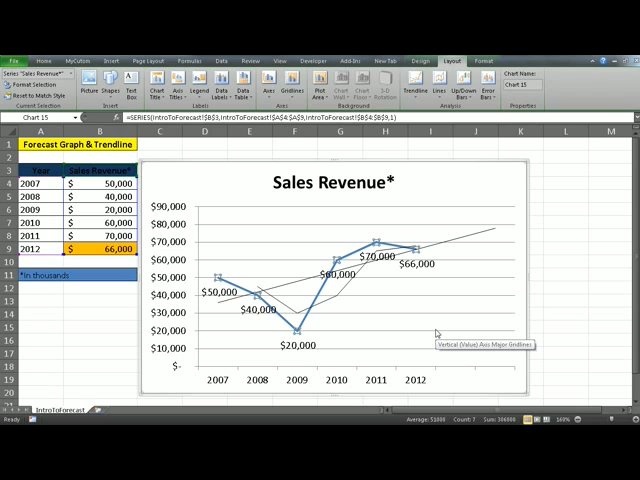 File Home MyCutom Insert Page Layout Formulas Data Review View Developer Add-Ins New Tab Design Layout Format
Series "Sales Revenue*"
Format Selection
Reset to Match Style
Current Selection
Picture Shapes Text Box
Insert
Chart Title Axis Titles Legend Data Labels Data Table
Labels
Axes Gridlines
Axes
Plot Area Chart Wall Chart Floor 3-D Rotation
Background
Trendline Lines Up/Down Bars Error Bars
Analysis
Chart Name:
Chart 15
Properties
Chart 15 fx =SERIES(IntroToForecast!$B$3,IntroToForecast!$A$4:$A$9,IntroToForecast!$B$4:$B$9,1)
A B C D E F G H I J K L M
1 Forecast Graph & Trendline
2
3 Year Sales Revenue*
4 2007 $ 50,000
5 2008 $ 40,000
6 2009 $ 20,000
7 2010 $ 60,000
8 2011 $ 70,000
9 2012 $ 66,000
10
11 *In thousands
12
13
14
15
16
17
18
19
20
21
Sales Revenue*
$90,000
$80,000
$70,000
$60,000
$50,000
$40,000
$30,000
$20,000
$10,000
$-
$50,000
$40,000
$20,000
$60,000
$70,000
$66,000
2007 2008 2009 2010 2011 2012
Vertical (Value) Axis Major Gridlines
IntroToForecast
Ready Average: 51000 Count: 7 Sum: 306000 160%